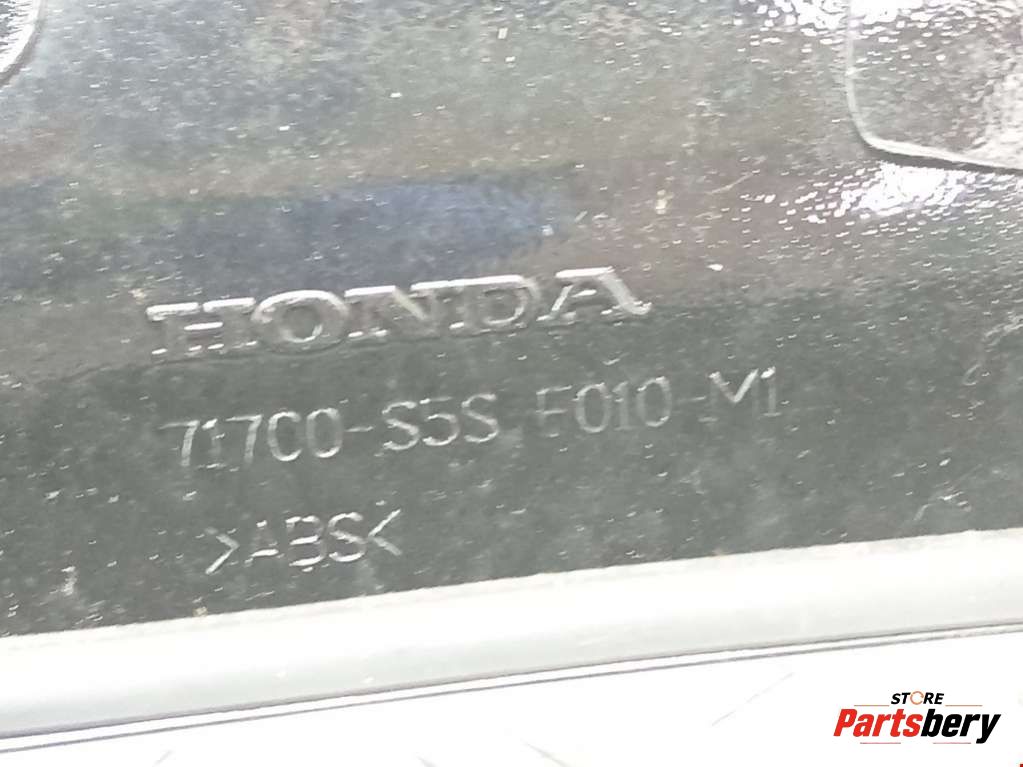 HONDA
71700-S5S-E010-M1
>ABS<
STORE
Partsbery